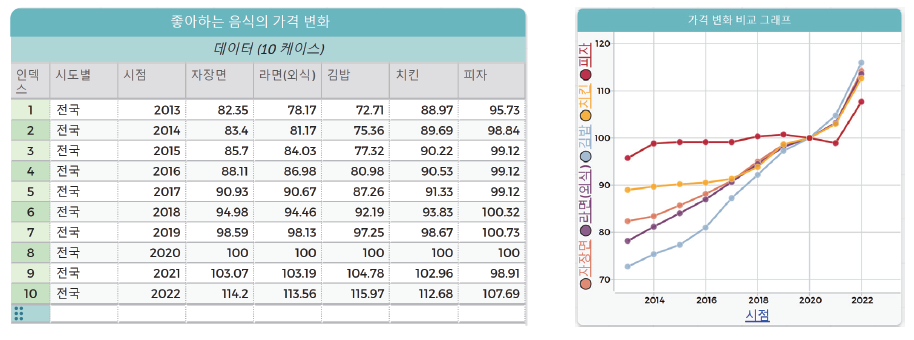 좋아하는 음식의 가격 변화
데이터 (10 케이스)
인덱스 시도별 시점 자장면 라면(외식) 김밥 치킨 피자
1 전국 2013 82.35 78.17 72.71 88.97 95.73
2 전국 2014 83.4 81.17 75.36 89.69 98.84
3 전국 2015 85.7 84.03 77.32 90.22 99.12
4 전국 2016 88.11 86.98 80.98 90.53 99.12
5 전국 2017 90.93 90.67 87.26 91.33 99.12
6 전국 2018 94.98 94.46 92.19 93.83 100.32
7 전국 2019 98.59 98.13 97.25 98.67 100.73
8 전국 2020 100 100 100 100 100
9 전국 2021 103.07 103.19 104.78 102.96 98.91
10 전국 2022 114.2 113.56 115.97 112.68 107.69
가격 변화 비교 그레프
자장면 라면(외식) 김밥 치킨 피자
120
110
100
90
80
70
2014 2016 2018 2020 2022
시점